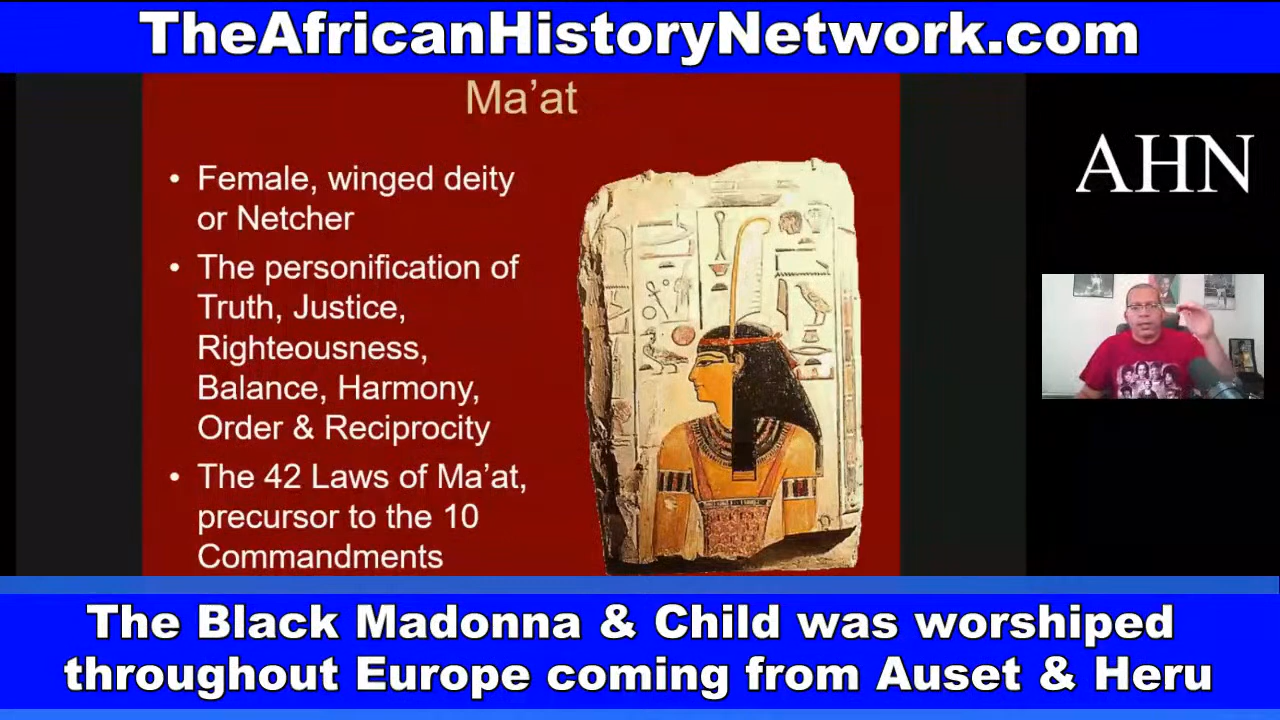 TheAfricanHistoryNetwork.com
Ma’at
AHN
• Female, winged deity
or Netcher
• The personification of
Truth, Justice,
Righteousness,
Balance, Harmony,
Order & Reciprocity
• The 42 Laws of Ma’at,
precursor to the 10
Commandments
The Black Madonna & Child was worshiped
throughout Europe coming from Auset & Heru